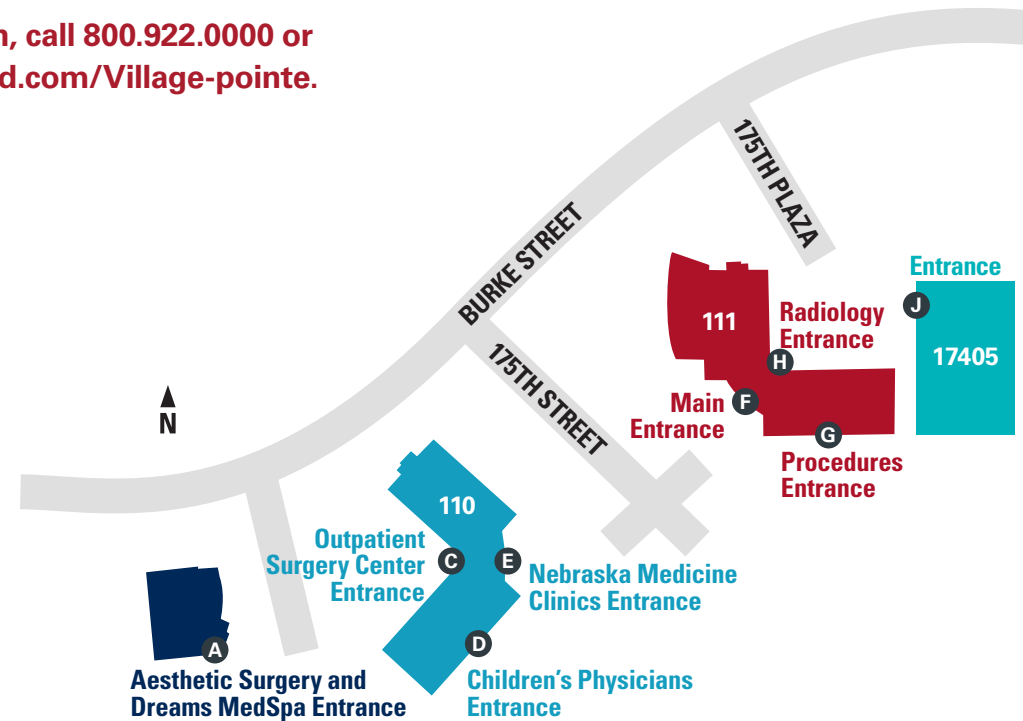 , call 800.922.0000 or
d.com/Village-pointe.
175TH PLAZA
BURKE STREET
175TH STREET
N
Entrance
J
17405
111
Radiology
Entrance
H
Main
Entrance
F
G
Procedures
Entrance
110
Outpatient
Surgery Center
Entrance
C
E
Nebraska Medicine
Clinics Entrance
D
Children's Physicians
Entrance
A
Aesthetic Surgery and
Dreams MedSpa Entrance